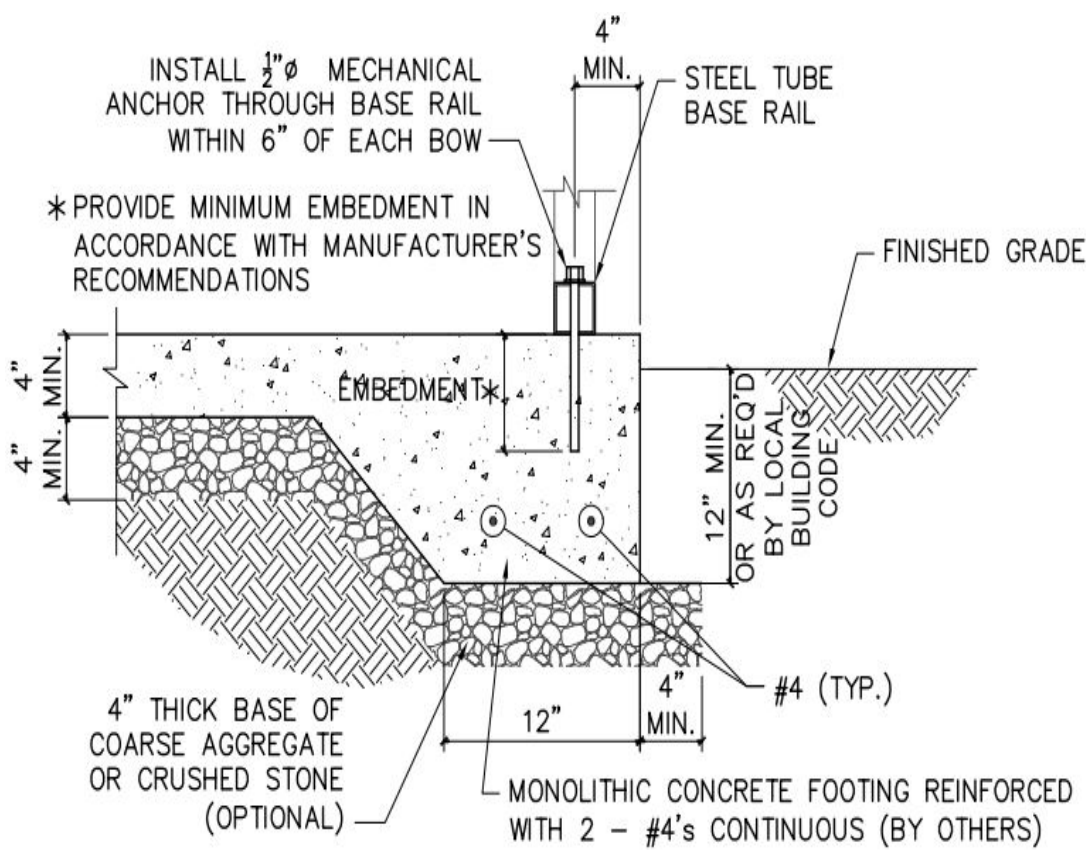 4"
MIN.
INSTALL ½"ø MECHANICAL
ANCHOR THROUGH BASE RAIL
WITHIN 6" OF EACH BOW
STEEL TUBE
BASE RAIL
* PROVIDE MINIMUM EMBEDMENT IN
ACCORDANCE WITH MANUFACTURER'S
RECOMMENDATIONS
FINISHED GRADE
4"
MIN.
4"
MIN.
EMBEDMENT*
12" MIN.
OR AS REQ'D
BY LOCAL
BUILDING
CODE
#4 (TYP.)
4" THICK BASE OF
COARSE AGGREGATE
OR CRUSHED STONE
(OPTIONAL)
12"
4"
MIN.
MONOLITHIC CONCRETE FOOTING REINFORCED
WITH 2 - #4's CONTINUOUS (BY OTHERS)